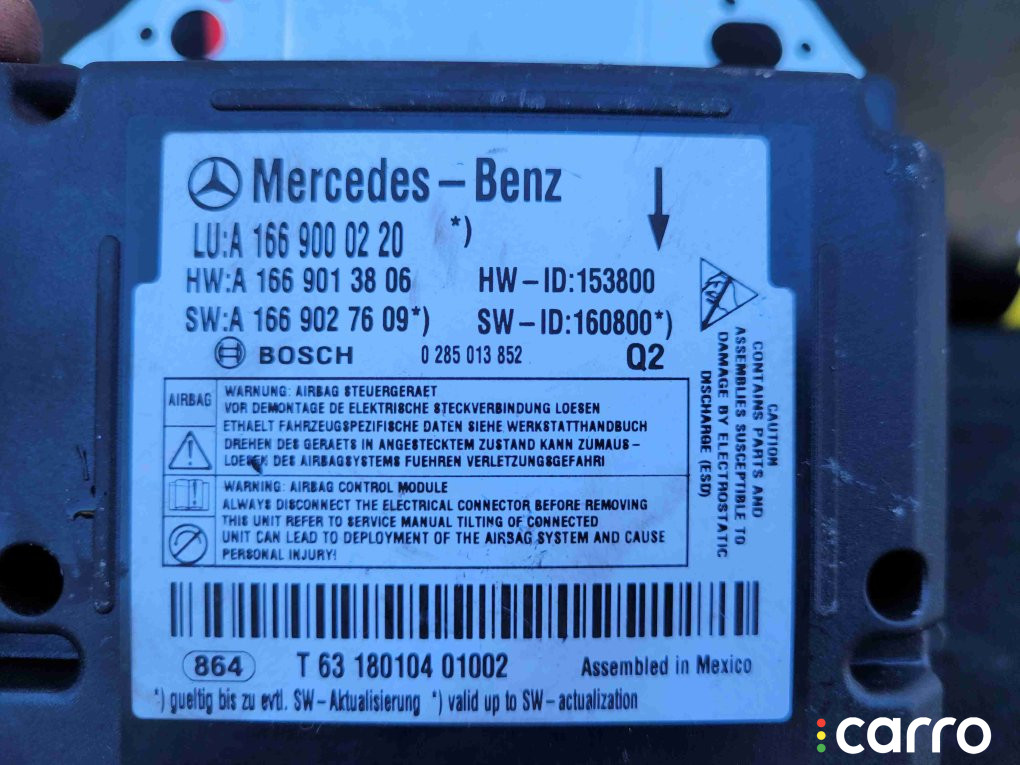 Mercedes-Benz
LU:A 166 900 02 20 *)
HW:A 166 901 38 06 HW-ID:153800
SW:A 166 902 76 09*) SW-ID:160800*)
BOSCH 0 285 013 852 Q2
AIRBAG
WARNUNG: AIRBAG STEUERGERAET
VOR DEMONTAGE DE ELEKTRISCHE STECKVERBINDUNG LOESEN
ETHAELT FAHRZEUGSPEZIFISCHE DATEN SIEHE WERKSTATTHANDBUCH
DREHEN DES GERAETS IN ANGESTECKTEM ZUSTAND KANN ZUMAUS-
LOESEN DES AIRBAGSYSTEMS FUEHREN VERLETZUNGSGEFAHR!
WARNING: AIRBAG CONTROL MODULE
ALWAYS DISCONNECT THE ELECTRICAL CONNECTOR BEFORE REMOVING
THIS UNIT REFER TO SERVICE MANUAL TILTING OF CONNECTED
UNIT CAN LEAD TO DEPLOYMENT OF THE AIRBAG SYSTEM AND CAUSE
PERSONAL INJURY!
CAUTION
CONTAINS PARTS AND
ASSEMBLIES SUSCEPTIBLE TO
DAMAGE BY ELECTROSTATIC
DISCHARGE (ESD)
864 T 63 180104 01002 Assembled in Mexico
*) gueltig bis zu evtl. SW-Aktualisierung *) valid up to SW-actualization
carro